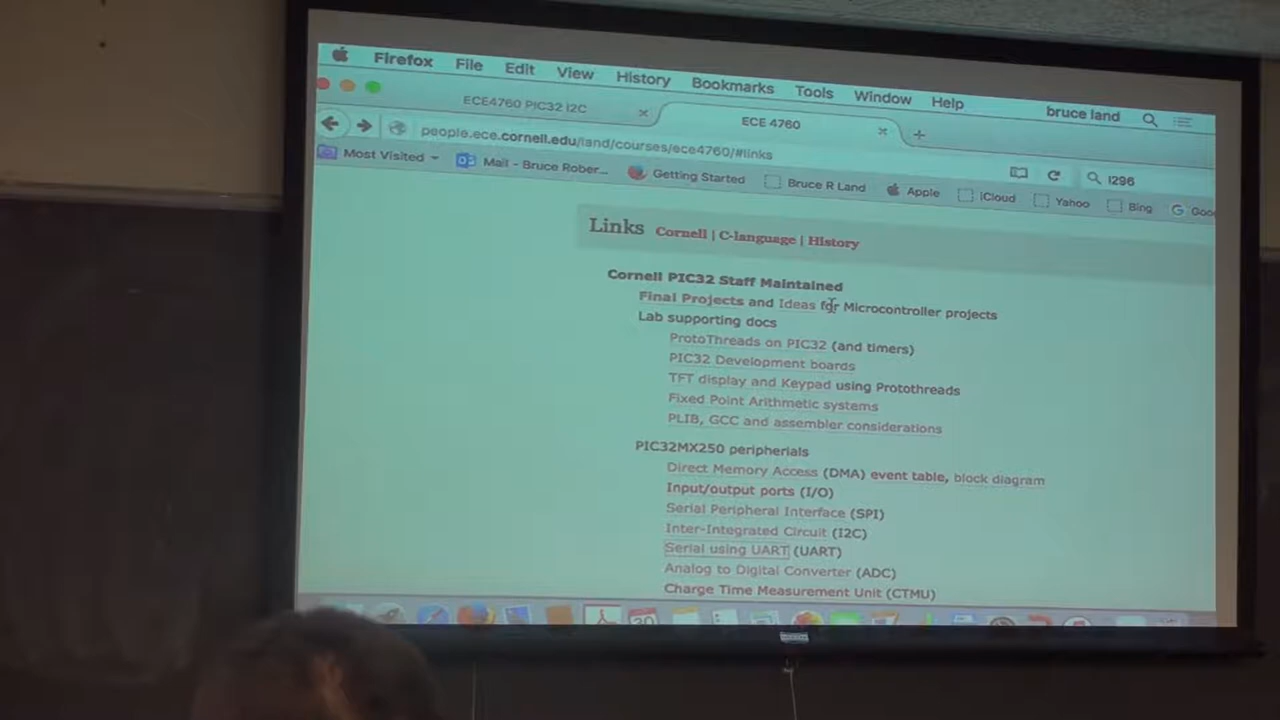 Firefox File Edit View History Bookmarks Tools Window Help bruce land
ECE4760 PIC32 I2C
ECE 4760
people.ece.cornell.edu/land/courses/ece4760/#links
1296
Most Visited Mail - Bruce Rober... Getting Started Bruce R Land Apple iCloud Yahoo Bing
Links Cornell | C-language | History
Cornell PIC32 Staff Maintained
Final Projects and Ideas for Microcontroller projects
Lab supporting docs
ProtoThreads on PIC32 (and timers)
PIC32 Development boards
TFT display and Keypad using Protothreads
Fixed Point Arithmetic systems
PLIB, GCC and assembler considerations
PIC32MX250 peripherials
Direct Memory Access (DMA) event table, block diagram
Input/output ports (I/O)
Serial Peripheral Interface (SPI)
Inter-Integrated Circuit (I2C)
Serial using UART (UART)
Analog to Digital Converter (ADC)
Charge Time Measurement Unit (CTMU)
30